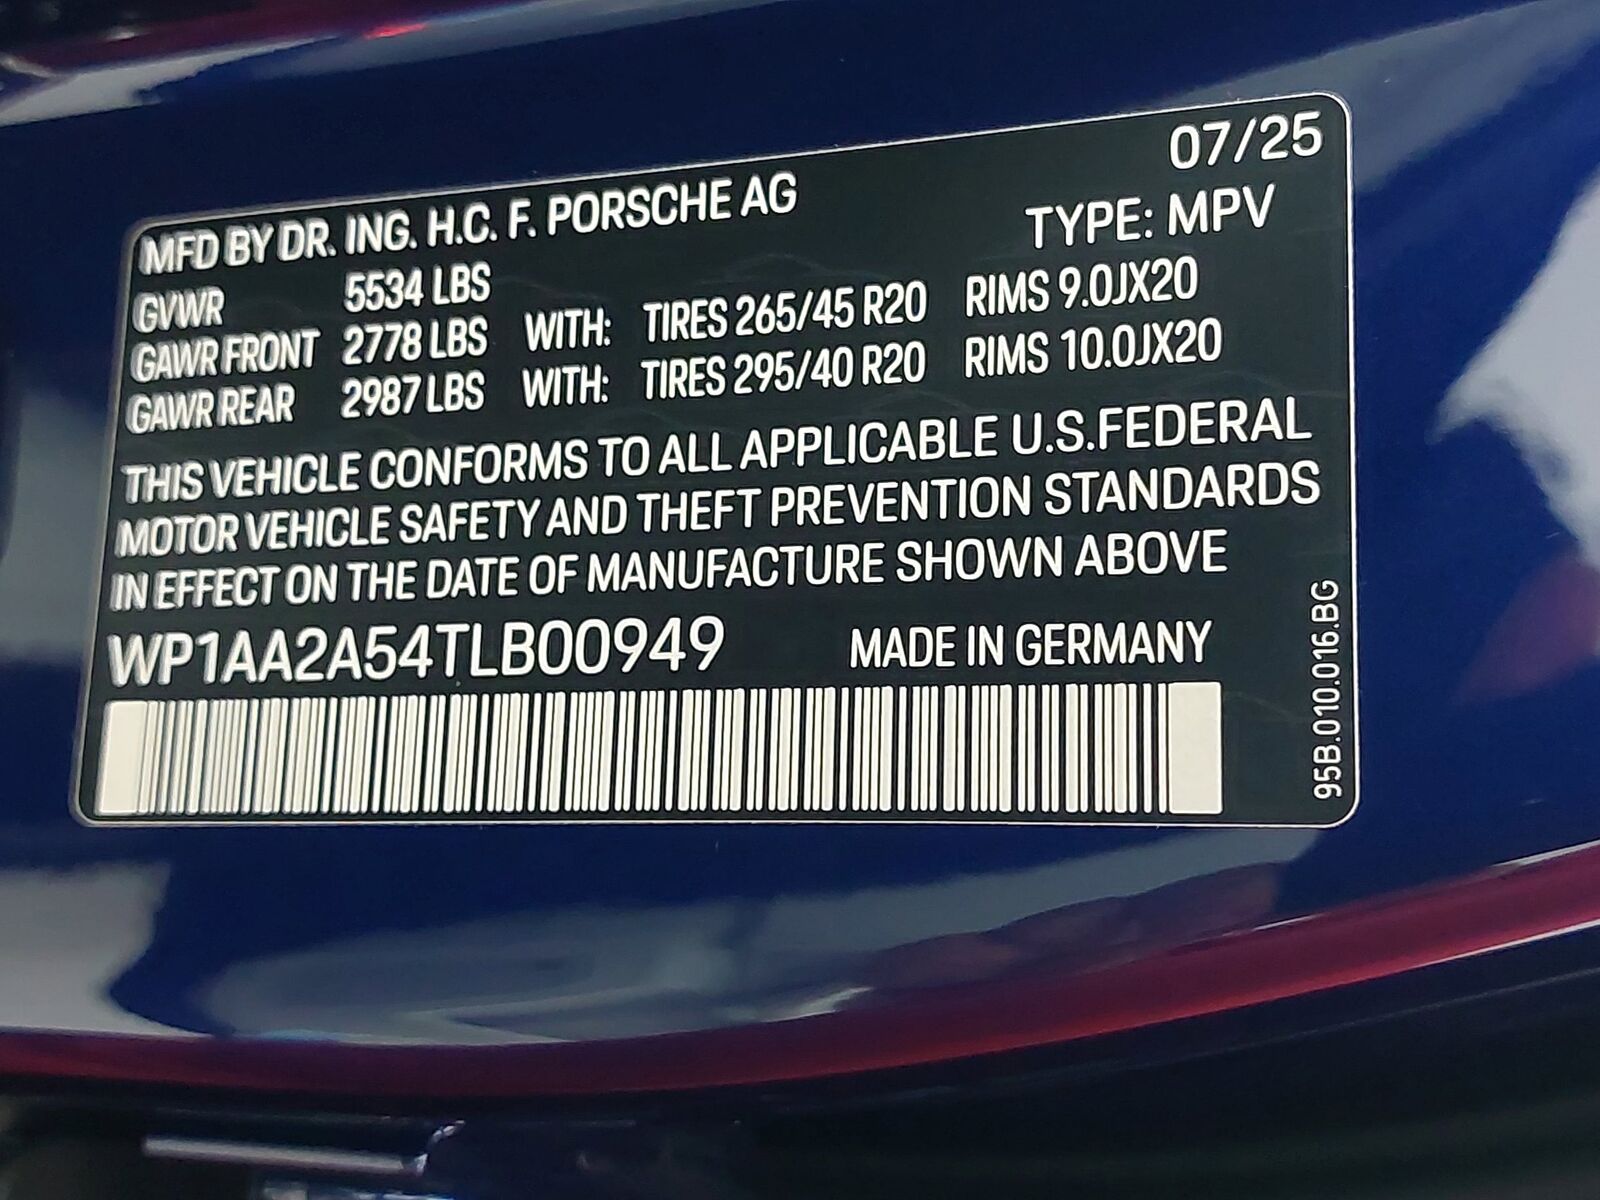 07/25
MFD BY DR. ING. H.C. F. PORSCHE AG TYPE: MPV
GVWR 5534 LBS
GAWR FRONT 2778 LBS WITH: TIRES 265/45 R20 RIMS 9.0JX20
GAWR REAR 2987 LBS WITH: TIRES 295/40 R20 RIMS 10.0JX20
THIS VEHICLE CONFORMS TO ALL APPLICABLE U.S.FEDERAL
MOTOR VEHICLE SAFETY AND THEFT PREVENTION STANDARDS
IN EFFECT ON THE DATE OF MANUFACTURE SHOWN ABOVE
WP1AA2A54TLB00949 MADE IN GERMANY
95B.010.016.BG